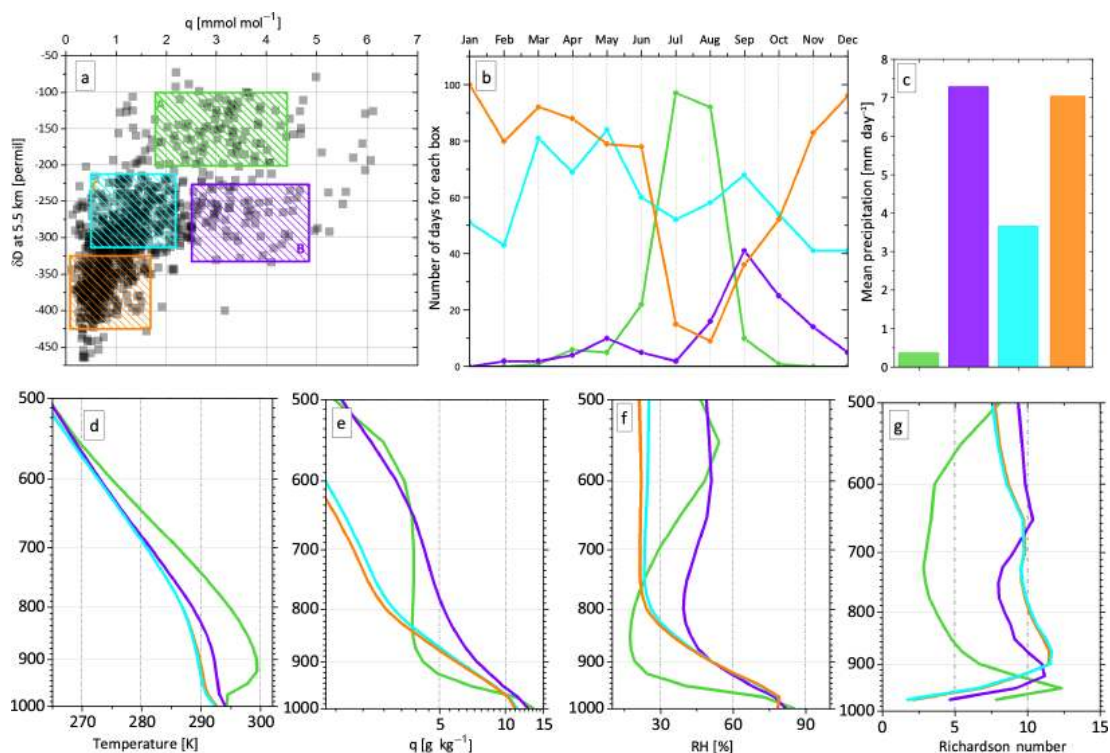 q [mmol mol⁻¹]
0 1 2 3 4 5 6 7
a
-50
-100
-150
-200
-250
-300
-350
-400
-450
δD at 5.5 km [permil]
A
C
B
Jan Feb Mar Apr May Jun Jul Aug Sep Oct Nov Dec
b
100
80
60
40
20
0
Number of days for each box
c
8
7
6
5
4
3
2
1
0
Mean precipitation [mm day⁻¹]
d
500
600
700
800
900
1000
270 280 290 300
Temperature [K]
e
500
600
700
800
900
1000
5 10 15
q [g kg⁻¹]
f
500
600
700
800
900
1000
30 60 90
RH [%]
g
500
600
700
800
900
1000
0 5 10 15
Richardson number